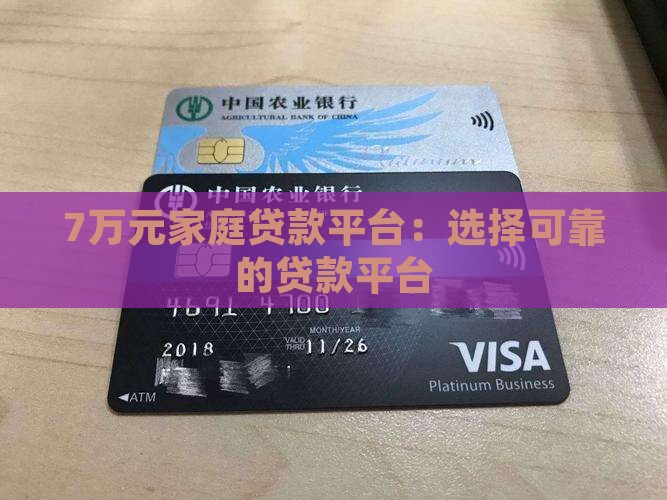 中国农业银行
AGRICULTURAL BANK OF CHINA
Platinum
中国农业银行
7万元家庭贷款平台：选择可靠
的贷款平台
4691 4700
MONTH/YEAR
2018 VALID THRU 11/26
VISA
Platinum Business
◄ATM